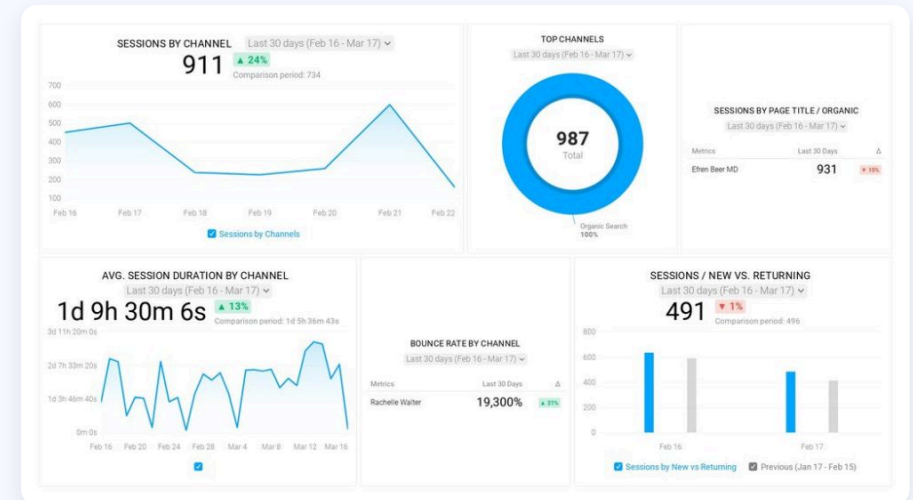 SESSIONS BY CHANNEL Last 30 days (Feb 16 - Mar 17)
911 ▲ 24%
Comparison period: 734
700
600
500
400
300
200
100
Feb 16 Feb 17 Feb 18 Feb 19 Feb 20 Feb 21 Feb 22
Sessions by Channels
TOP CHANNELS
Last 30 days (Feb 16 - Mar 17)
987
Total
Organic Search
100%
SESSIONS BY PAGE TITLE / ORGANIC
Last 30 days (Feb 16 - Mar 17)
Metrics Last 30 Days Δ
Efren Beer MD 931
AVG. SESSION DURATION BY CHANNEL
Last 30 days (Feb 16 - Mar 17)
1d 9h 30m 6s ▲ 13%
Comparison period: 1d 5h 36m 43s
3d 11h 20m 0s
2d 7h 33m 20s
1d 3h 46m 40s
0m 0s
Feb 16 Feb 20 Feb 24 Feb 28 Mar 4 Mar 8 Mar 12 Mar 16
BOUNCE RATE BY CHANNEL
Last 30 days (Feb 16 - Mar 17)
Metrics Last 30 Days Δ
Rachelle Walter 19,300% ▲ 31%
SESSIONS / NEW VS. RETURNING
Last 30 days (Feb 16 - Mar 17)
491 ▼ 1%
Comparison period: 496
800
600
400
200
0
Feb 16 Feb 17
Sessions by New vs Returning Previous (Jan 17 - Feb 15)